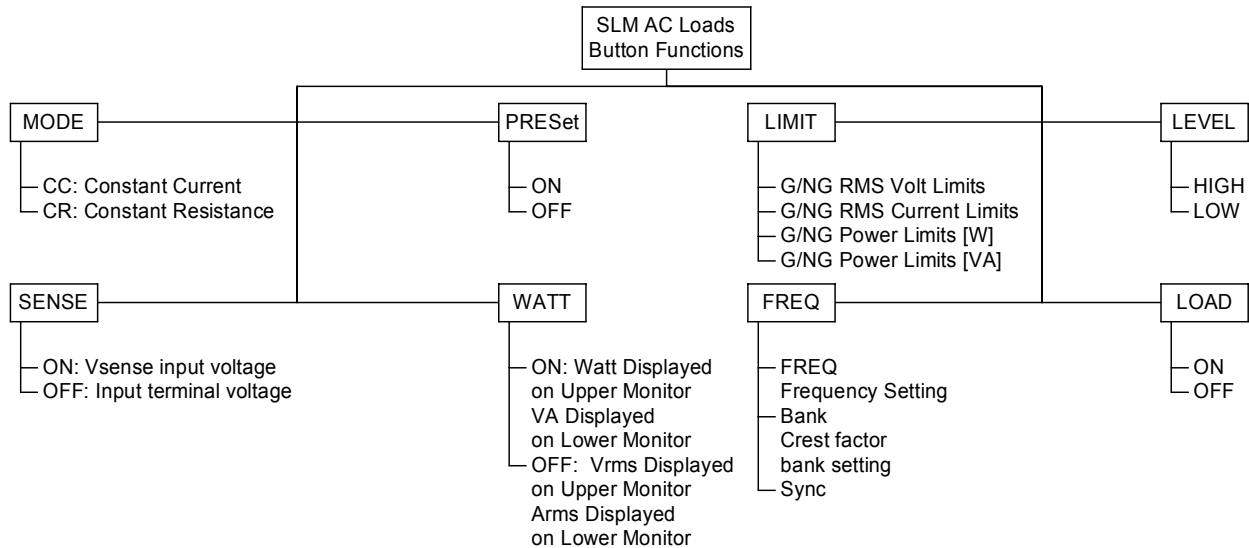 SLM AC Loads
Button Functions
MODE
CC: Constant Current
CR: Constant Resistance
PRESet
ON
OFF
LIMIT
G/NG RMS Volt Limits
G/NG RMS Current Limits
G/NG Power Limits [W]
G/NG Power Limits [VA]
LEVEL
HIGH
LOW
SENSE
ON: Vsense input voltage
OFF: Input terminal voltage
WATT
ON: Watt Displayed
on Upper Monitor
VA Displayed
on Lower Monitor
OFF: Vrms Displayed
on Upper Monitor
Arms Displayed
on Lower Monitor
FREQ
FREQ
Frequency Setting
Bank
Crest factor
bank setting
Sync
LOAD
ON
OFF